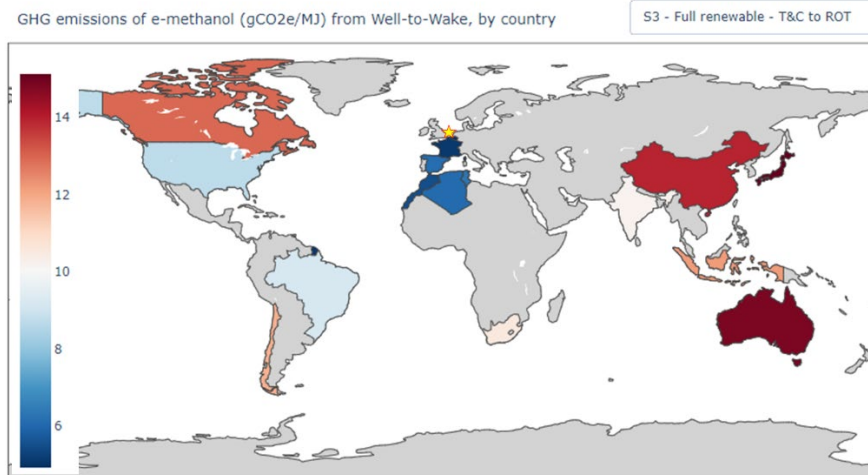 GHG emissions of e-methanol (gCO2e/MJ) from Well-to-Wake, by country
S3 - Full renewable - T&C to ROT
14
12
10
8
6